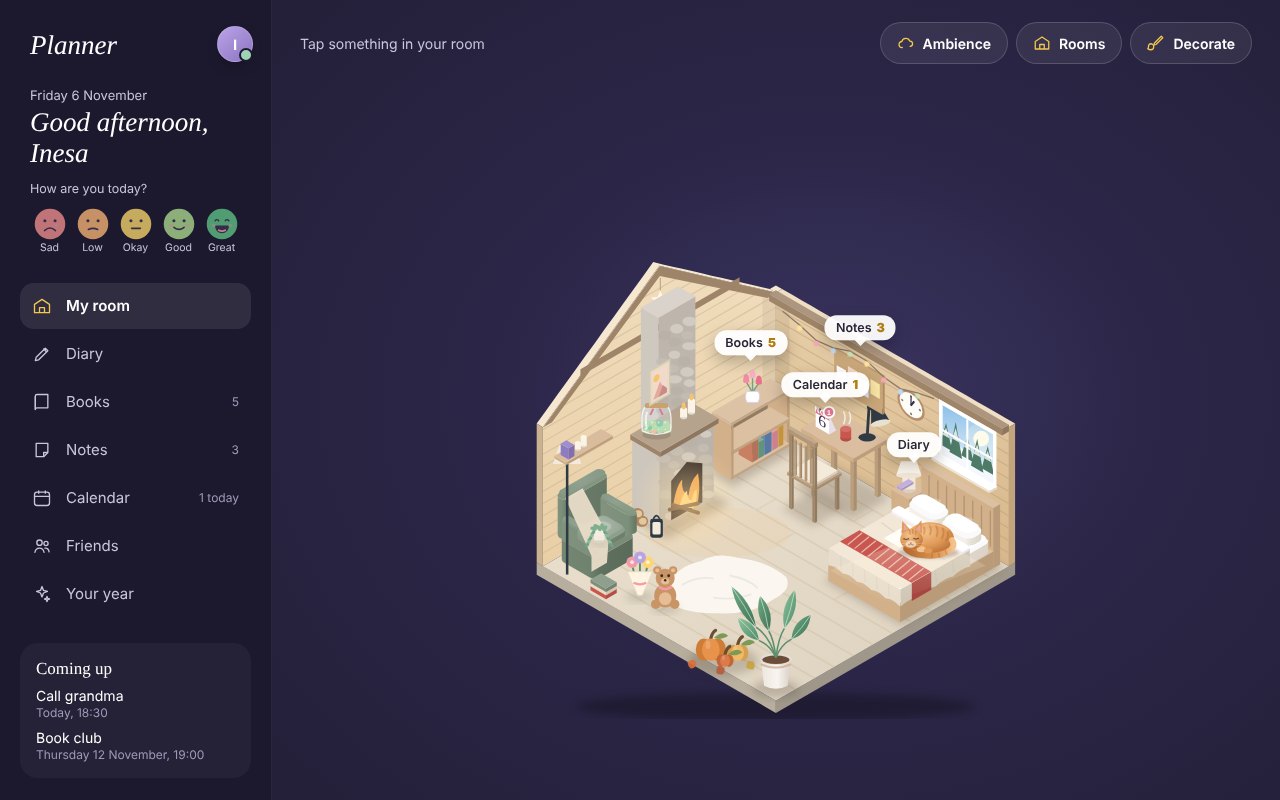 Planner
I
Friday 6 November
Good afternoon,
Inesa
How are you today?
Sad
Low
Okay
Good
Great
My room
Diary
Books 5
Notes 3
Calendar 1 today
Friends
Your year
Coming up
Call grandma
Today, 18:30
Book club
Thursday 12 November, 19:00
Tap something in your room
Ambience
Rooms
Decorate
Notes 3
Books 5
Calendar 1
1
6
Diary